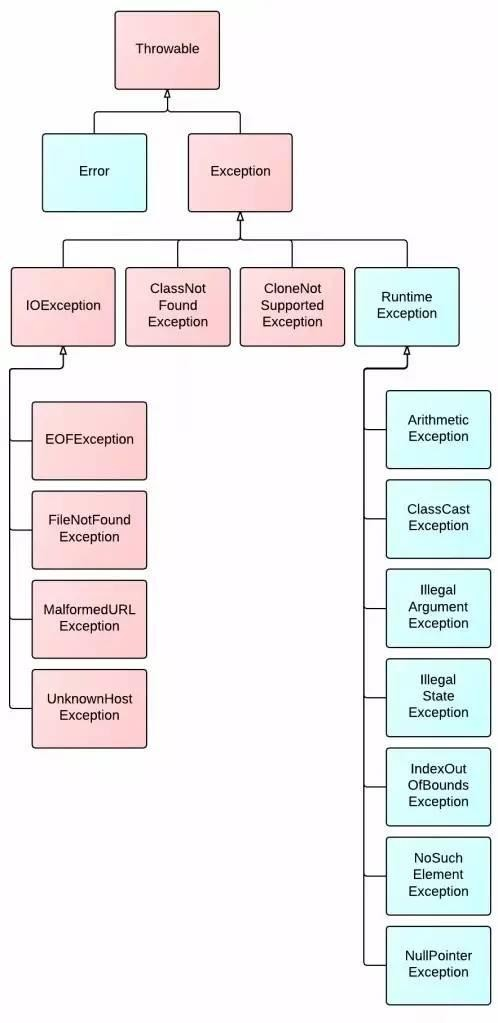 Throwable
Error
Exception
IOException
ClassNot
Found
Exception
CloneNot
Supported
Exception
Runtime
Exception
EOFException
FileNotFound
Exception
MalformedURL
Exception
UnknownHost
Exception
Arithmetic
Exception
ClassCast
Exception
Illegal
Argument
Exception
Illegal
State
Exception
IndexOut
OfBounds
Exception
NoSuch
Element
Exception
NullPointer
Exception